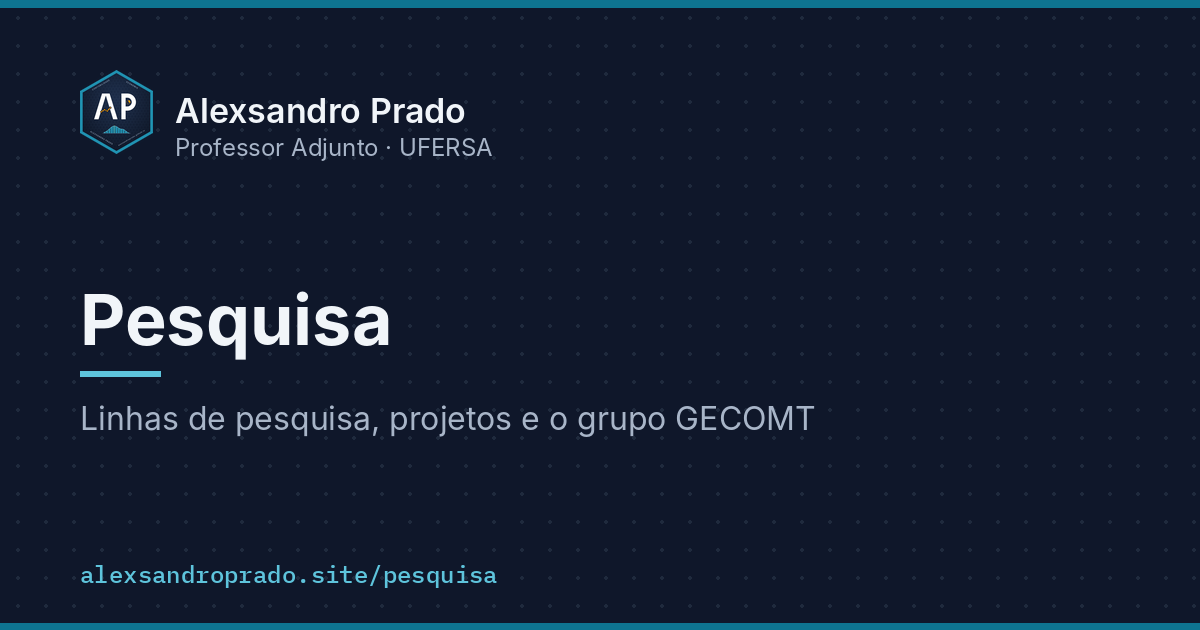 AP
Alexsandro Prado
Professor Adjunto · UFERSA
Pesquisa
Linhas de pesquisa, projetos e o grupo GECOMT
alexsandroprado.site/pesquisa